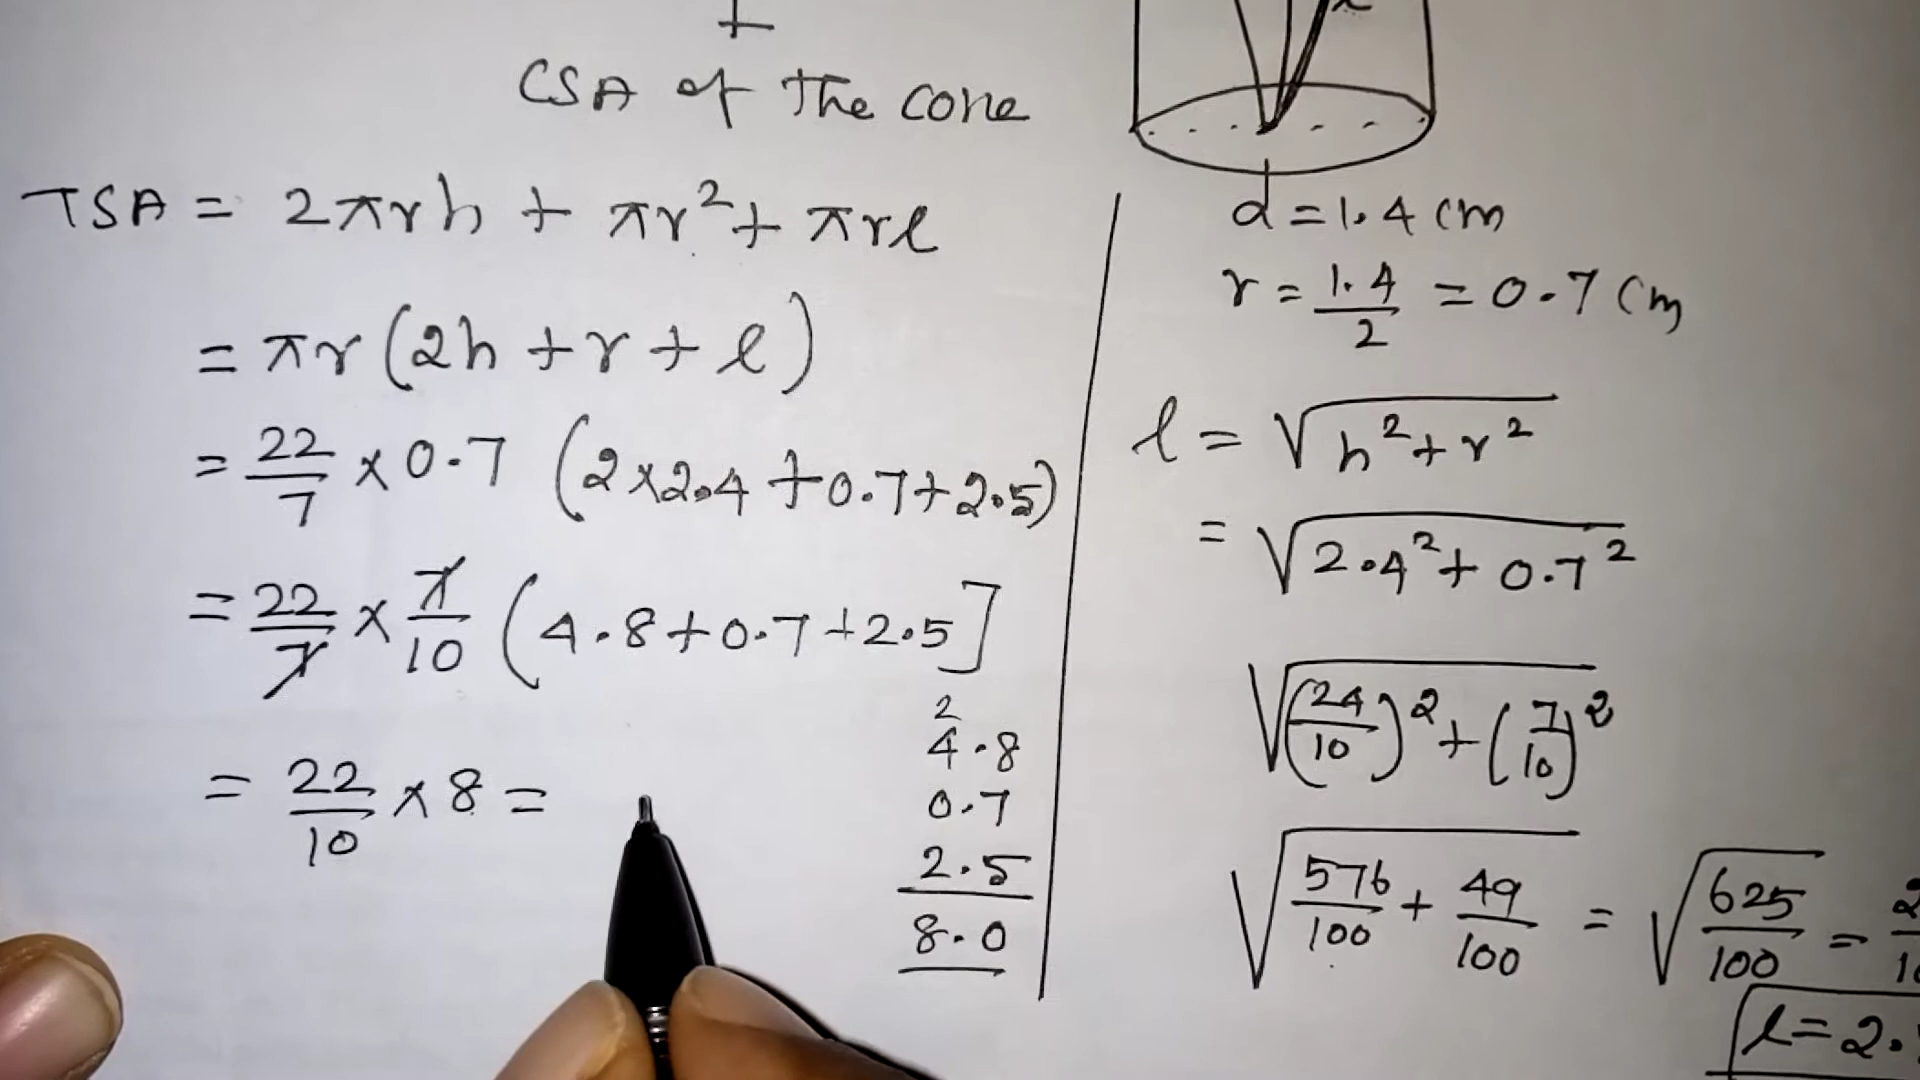 +
CSA of the cone
TSA = 2πrh + πr² + πrl
= πr (2h + r + l)
= 22/7 × 0.7 (2×2.4 + 0.7 + 2.5)
= 22/7 × 7/10 (4.8 + 0.7 + 2.5]
= 22/10 × 8 =
2
4.8
0.7
2.5
8.0
d = 1.4 cm
r = 1.4/2 = 0.7 cm
l = √(h² + r²)
= √(2.4² + 0.7²)
√((24/10)² + (7/10)²)
√(576/100 + 49/100) = √(625/100) =
l = 2.